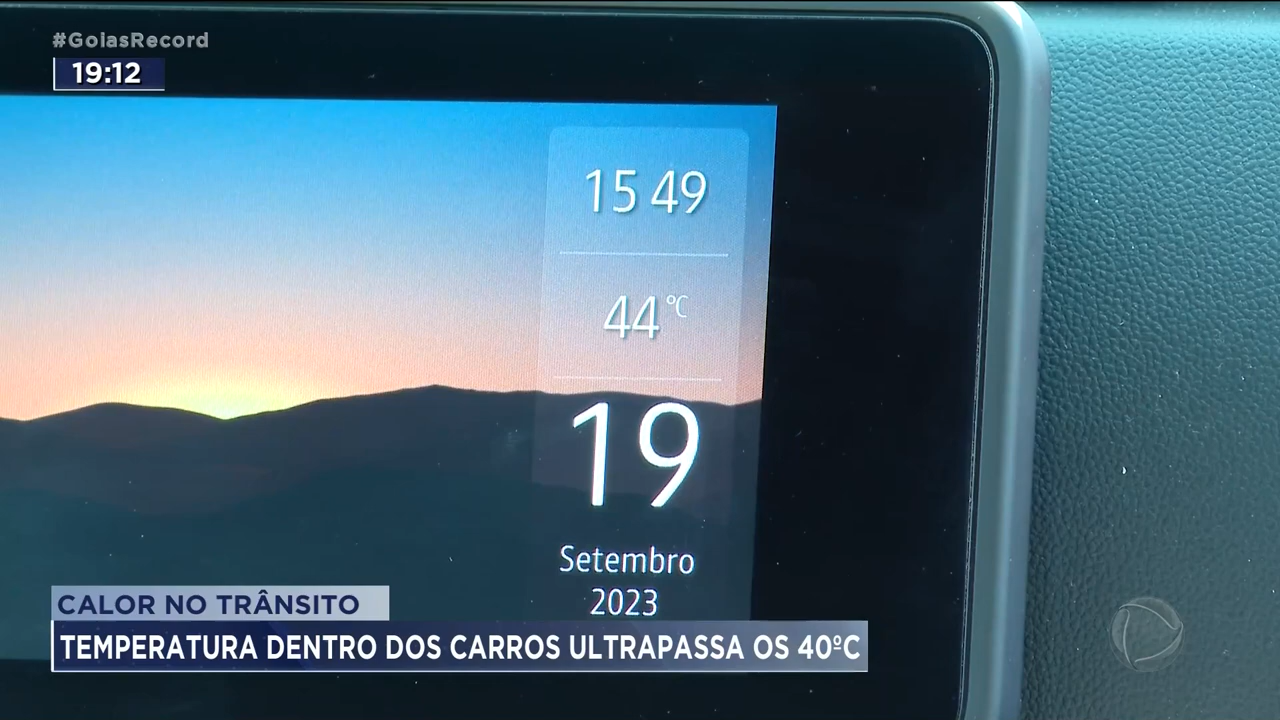 #GoiasRecord
19:12
15 49
44°C
19
Setembro
2023
CALOR NO TRÂNSITO
TEMPERATURA DENTRO DOS CARROS ULTRAPASSA OS 40ºC